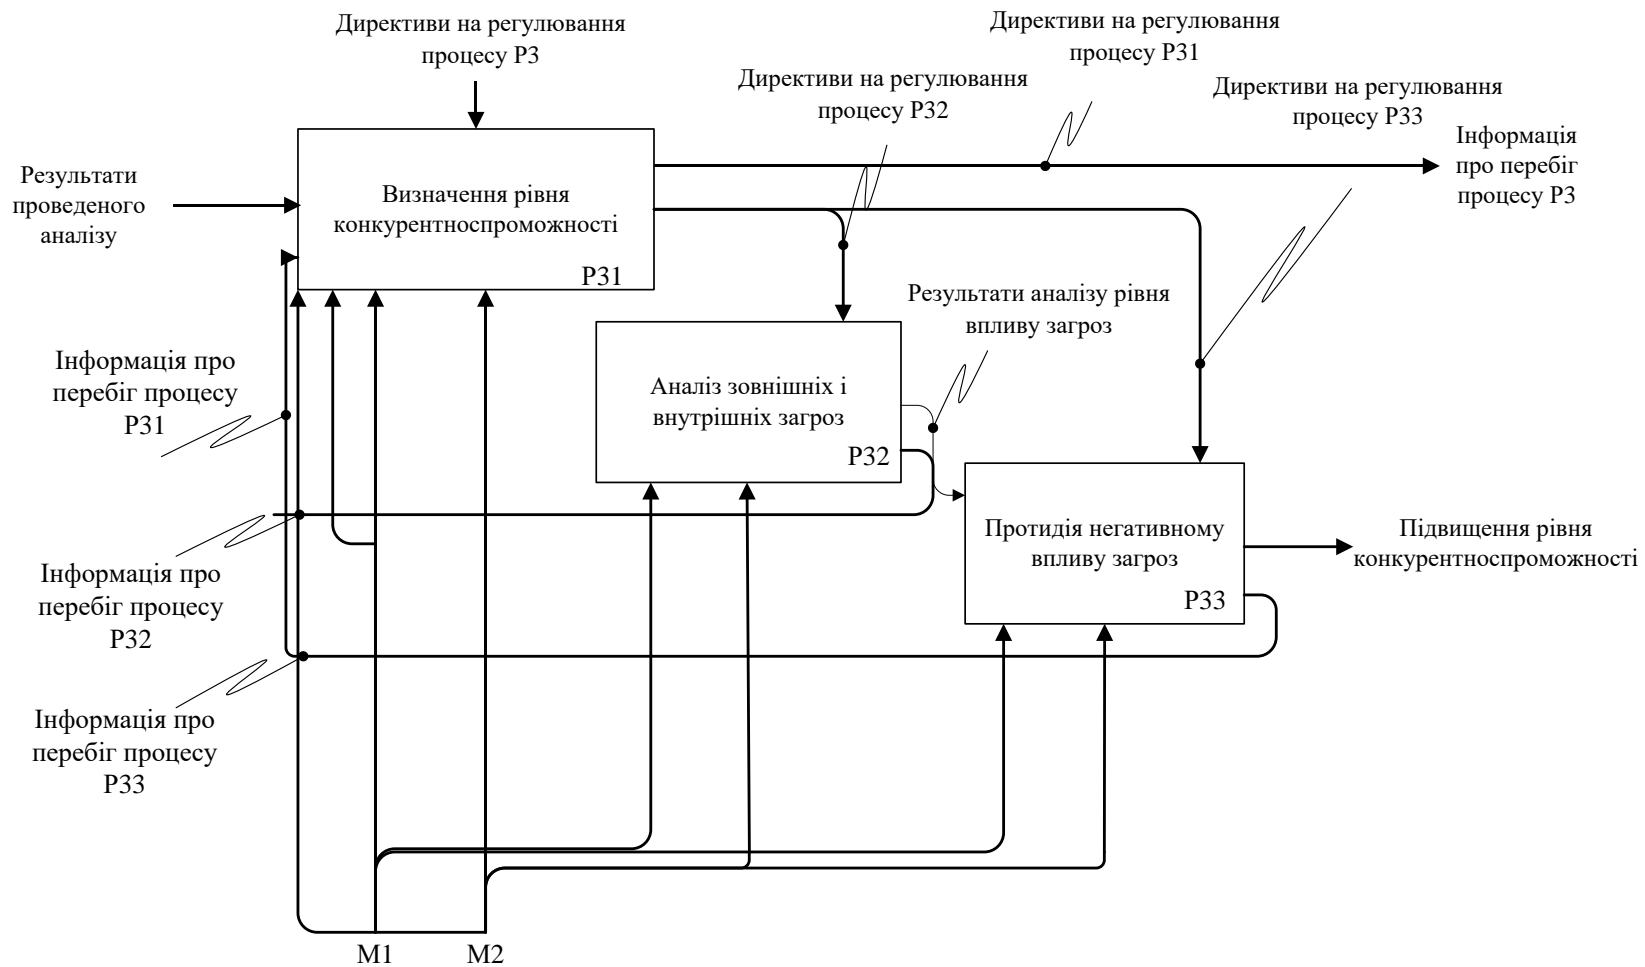 Директиви на регулювання
процесу Р3
Директиви на регулювання
процесу Р31
Директиви на регулювання
процесу Р32
Директиви на регулювання
процесу Р33
Інформація
про перебіг
процесу Р3
Результати
проведеного
аналізу
Визначення рівня
конкурентноспроможності
Р31
Результати аналізу рівня
впливу загроз
Інформація про
перебіг процесу
Р31
Аналіз зовнішніх і
внутрішніх загроз
Р32
Протидія негативному
впливу загроз
Р33
Підвищення рівня
конкурентноспроможності
Інформація про
перебіг процесу
Р32
Інформація про
перебіг процесу
Р33
М1
М2